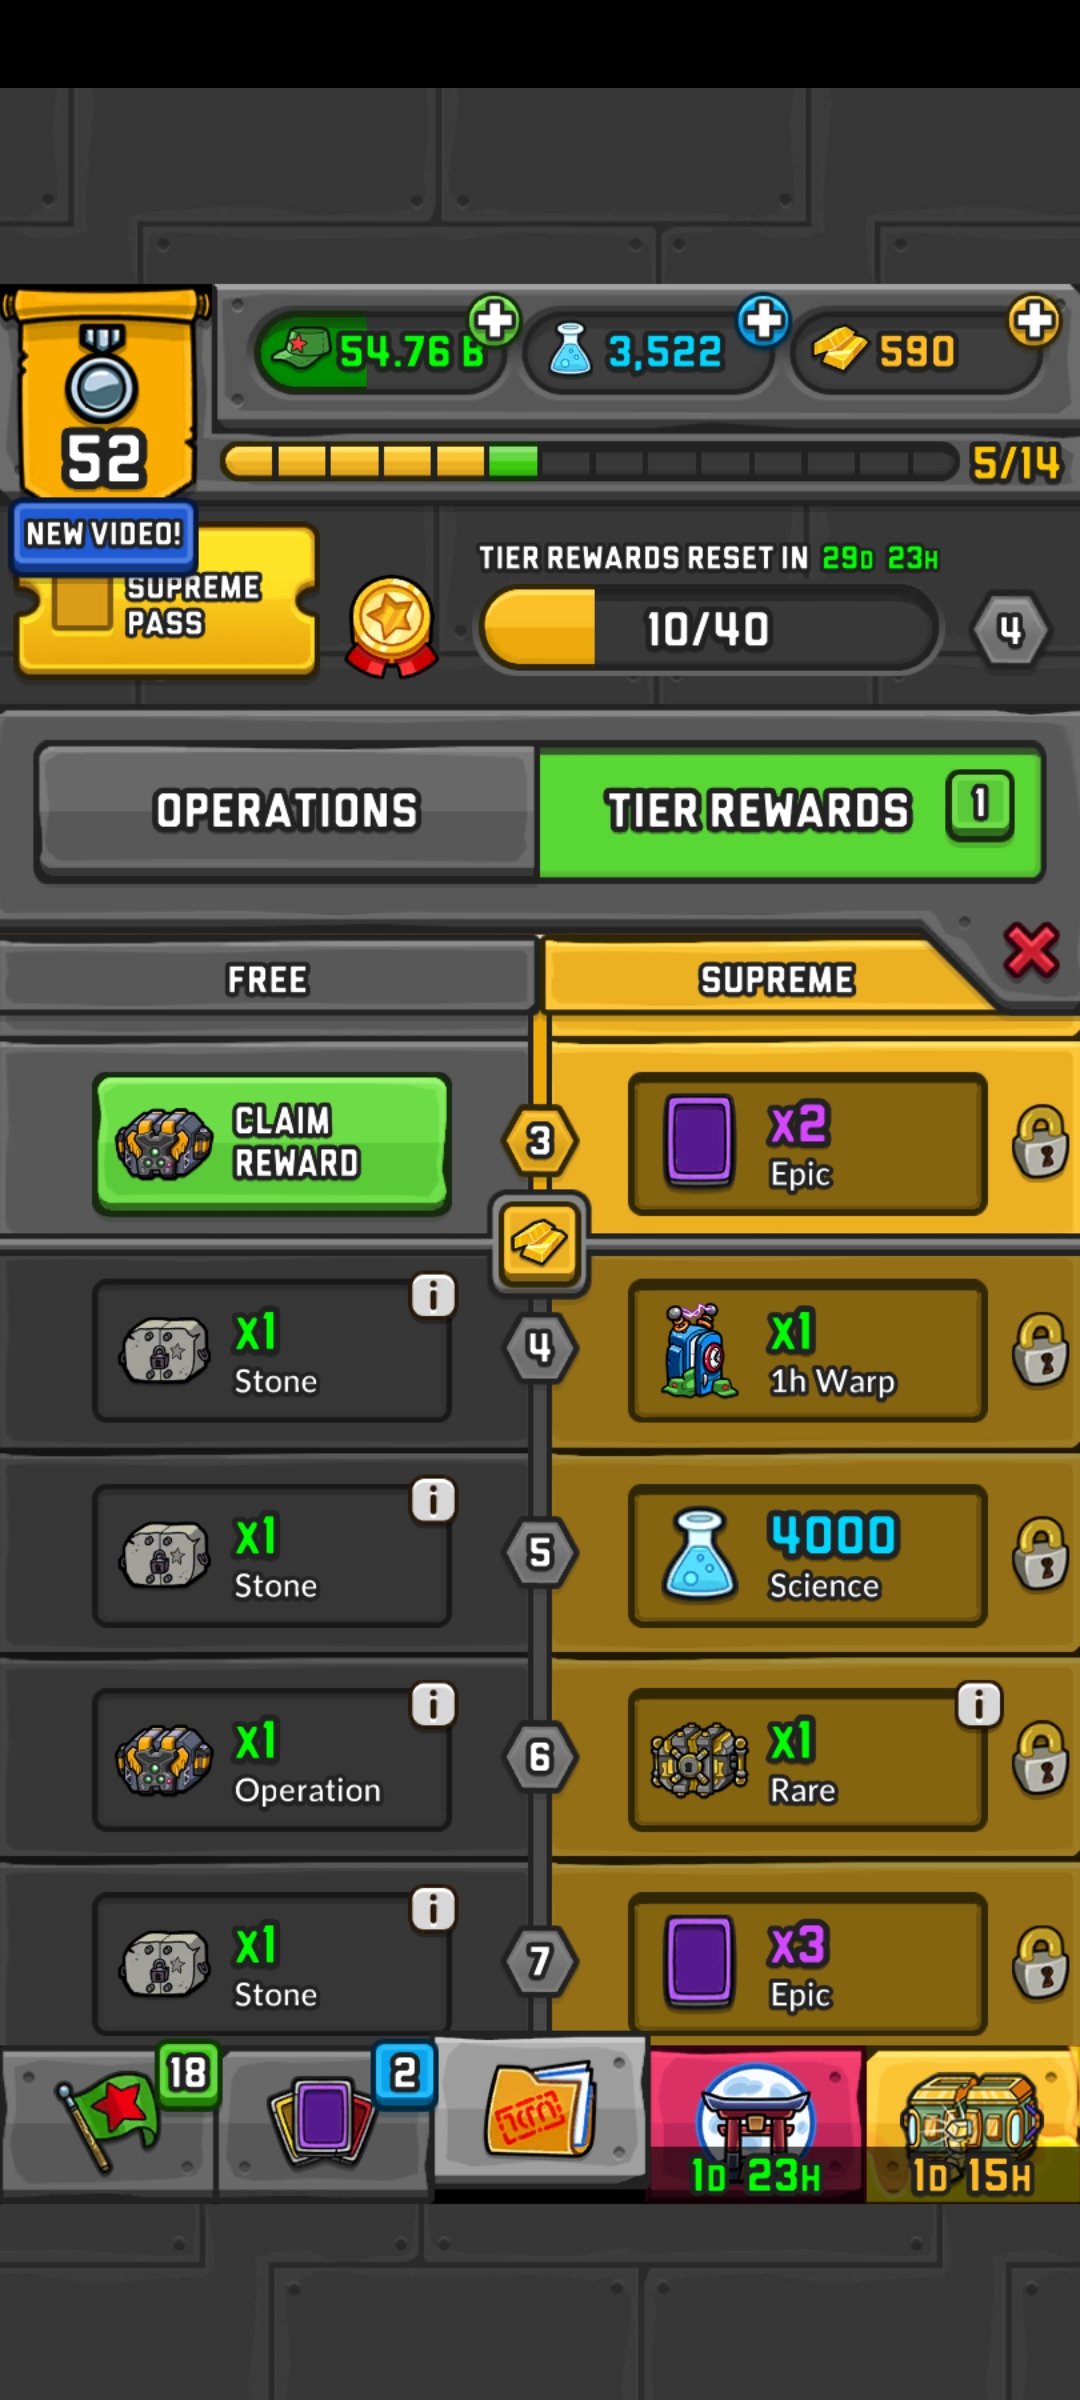 54.76 B
3,522
590
52
5/14
NEW VIDEO!
SUPREME
PASS
TIER REWARDS RESET IN 29D 23H
10/40
4
OPERATIONS
TIER REWARDS
1
FREE
SUPREME
CLAIM
REWARD
3
x2
Epic
x1
Stone
4
x1
1h Warp
x1
Stone
5
4000
Science
x1
Operation
6
x1
Rare
x1
Stone
7
x3
Epic
18
2
1D 23H
1D 15H